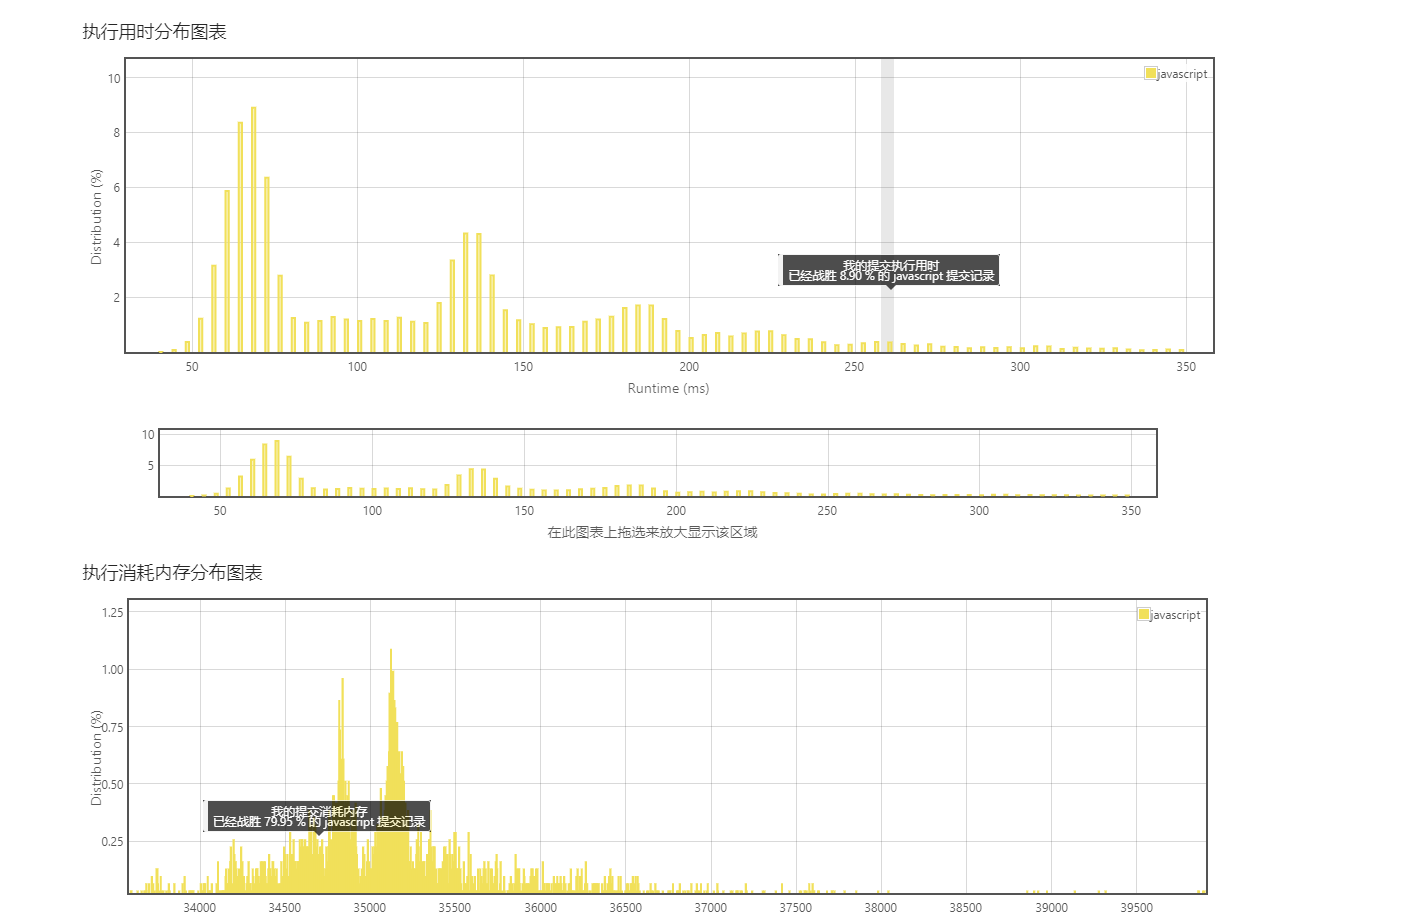 执行用时分布图表
javascript
10
8
6
4
2
Distribution (%)
我的提交执行用时
已经战胜 8.90 % 的 javascript 提交记录
50 100 150 200 250 300 350
Runtime (ms)
10
5
50 100 150 200 250 300 350
在此图表上拖选来放大显示该区域
执行消耗内存分布图表
javascript
1.25
1.00
0.75
0.50
0.25
Distribution (%)
我的提交消耗内存
已经战胜 79.95 % 的 javascript 提交记录
34000 34500 35000 35500 36000 36500 37000 37500 38000 38500 39000 39500